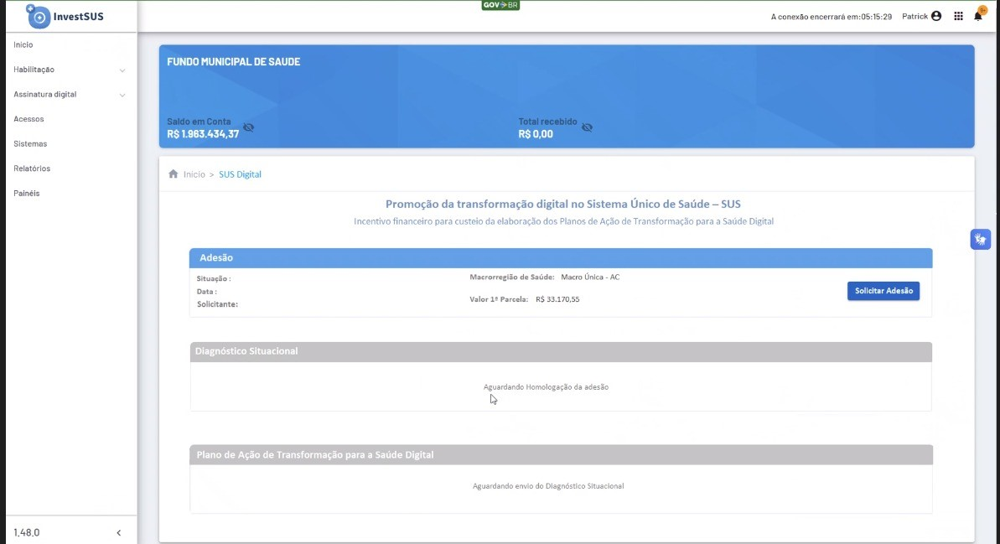 GOV BR
InvestSUS
A conexão encerrará em:05:15:29 Patrick
9+
Início
Habilitação
Assinatura digital
Acessos
Sistemas
Relatórios
Painéis
1.48.0
FUNDO MUNICIPAL DE SAUDE
Saldo em Conta
R$ 1.963.434,37
Total recebido
R$ 0,00
Início > SUS Digital
Promoção da transformação digital no Sistema Único de Saúde – SUS
Incentivo financeiro para custeio da elaboração dos Planos de Ação de Transformação para a Saúde Digital
Adesão
Situação :
Data :
Solicitante:
Macrorregião de Saúde: Macro Única - AC
Valor 1ª Parcela: R$ 33.170,55
Solicitar Adesão
Diagnóstico Situacional
Aguardando Homologação da adesão
Plano de Ação de Transformação para a Saúde Digital
Aguardando envio do Diagnóstico Situacional